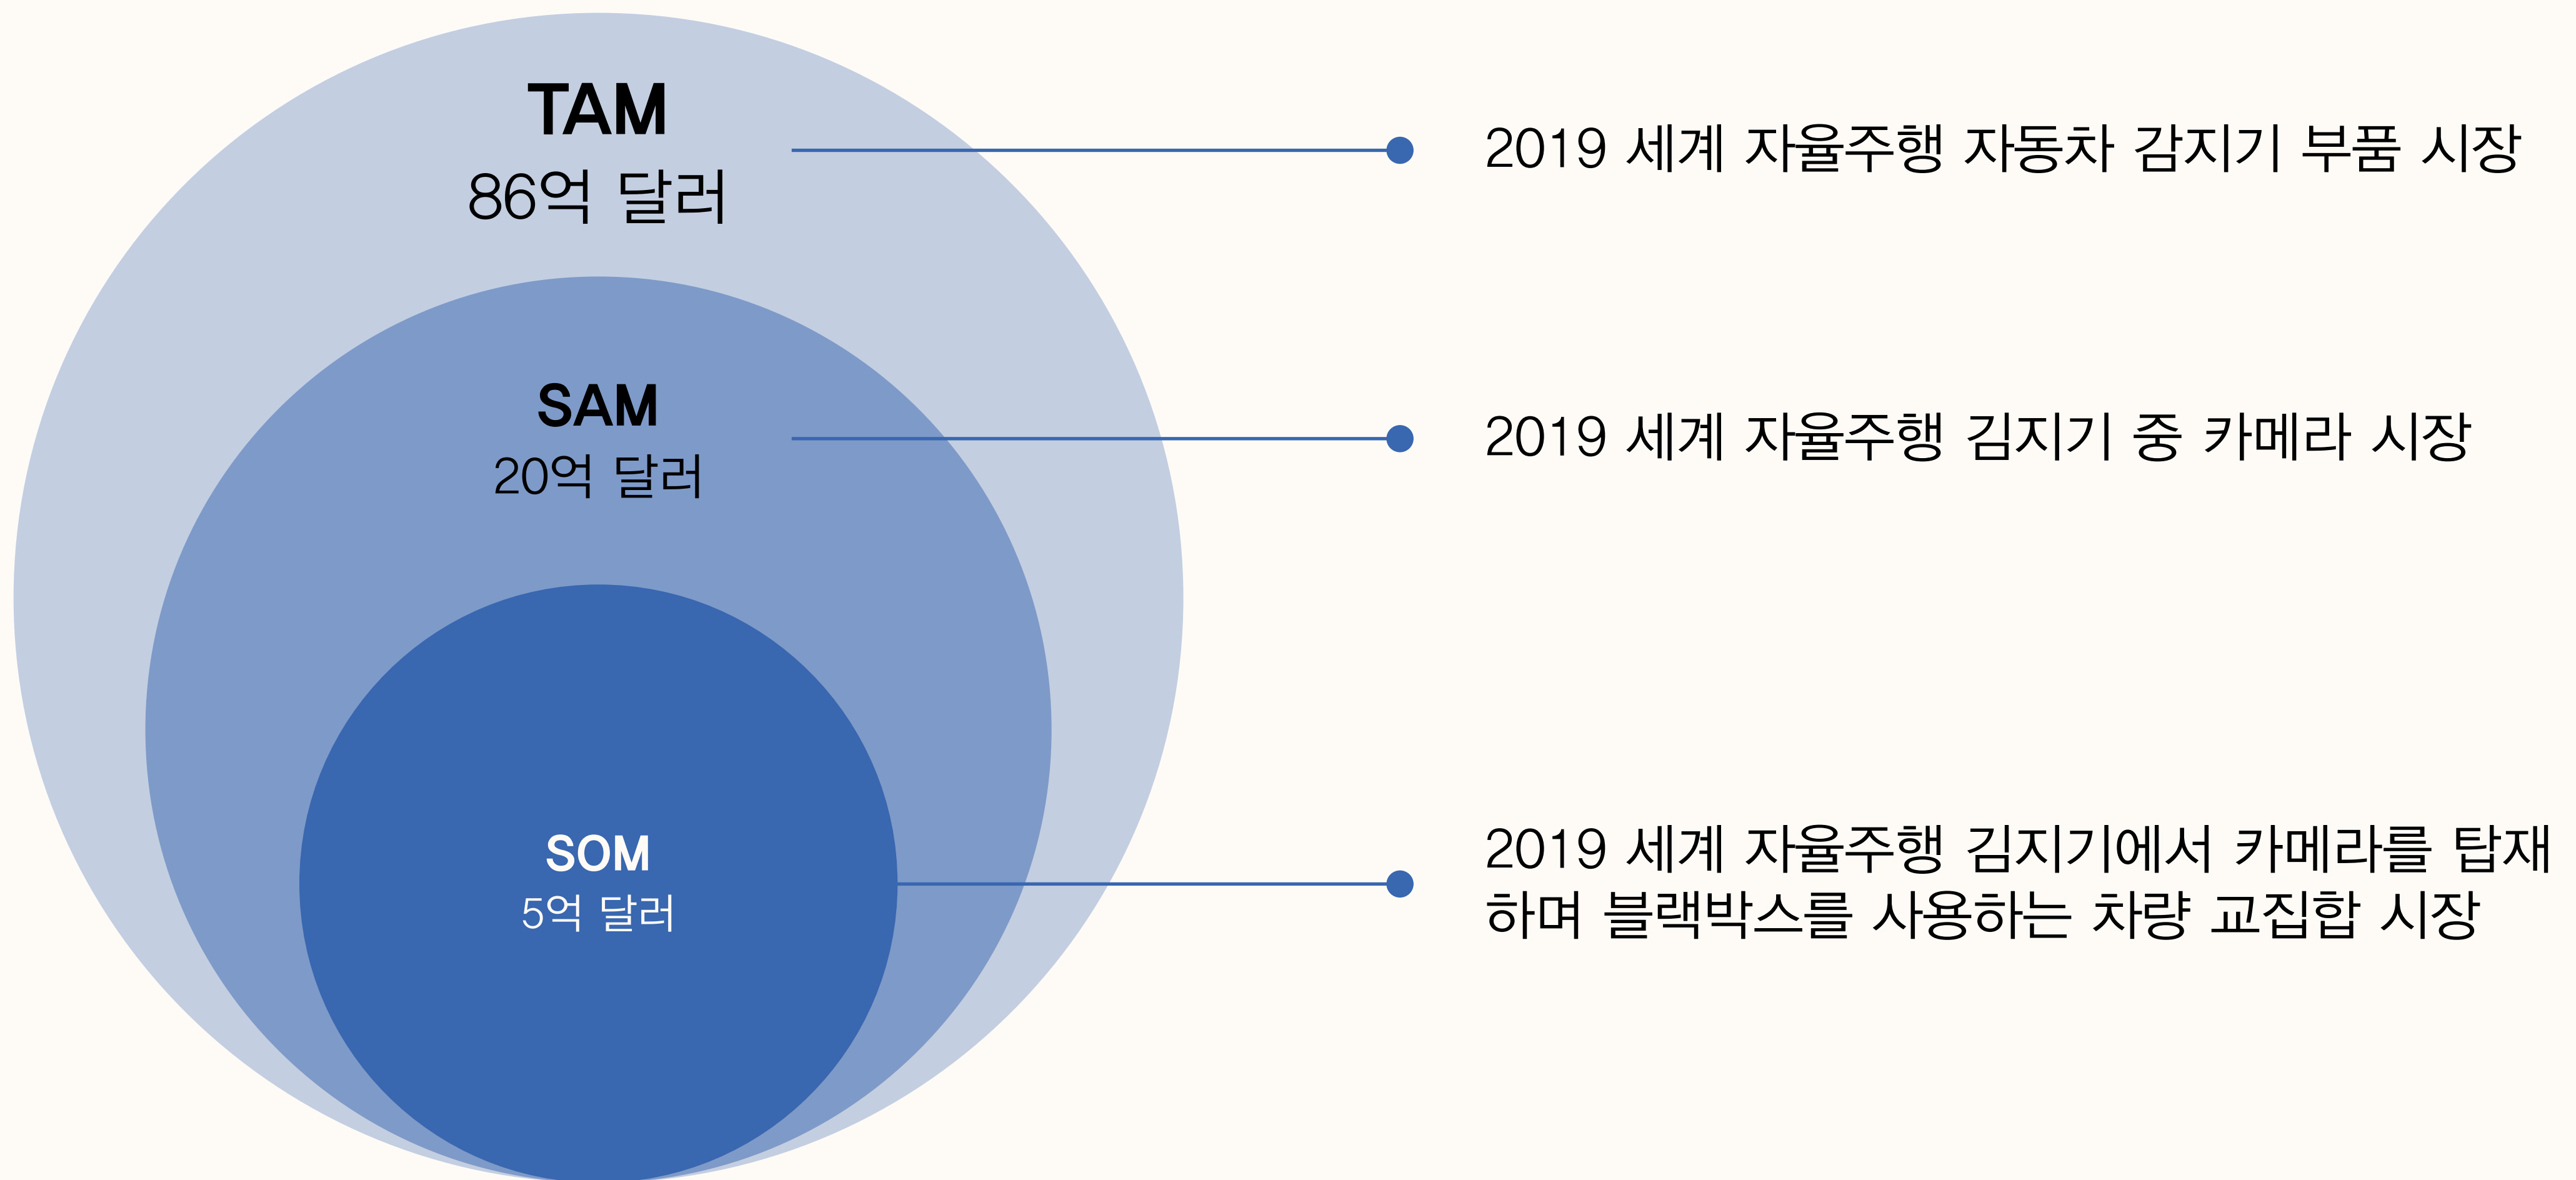 TAM
86억 달러
2019 세계 자율주행 자동차 감지기 부품 시장
SAM
20억 달러
2019 세계 자율주행 김지기 중 카메라 시장
SOM
5억 달러
2019 세계 자율주행 김지기에서 카메라를 탑재
하며 블랙박스를 사용하는 차량 교집합 시장